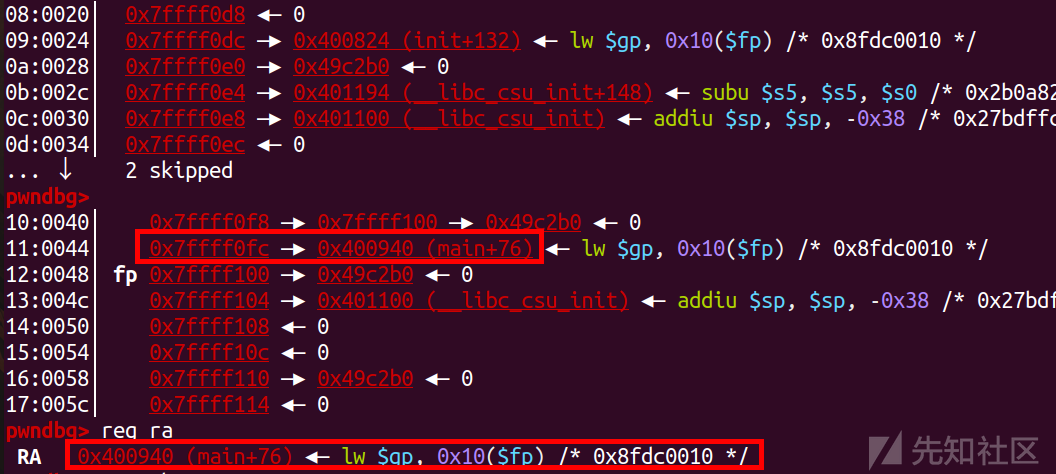 08:0020│ 0x7ffff0d8 ◂— 0
09:0024│ 0x7ffff0dc —▸ 0x400824 (init+132) ◂— lw $gp, 0x10($fp) /* 0x8fdc0010 */
0a:0028│ 0x7ffff0e0 —▸ 0x49c2b0 ◂— 0
0b:002c│ 0x7ffff0e4 —▸ 0x401194 (__libc_csu_init+148) ◂— subu $s5, $s5, $s0 /* 0x2b0a82
0c:0030│ 0x7ffff0e8 —▸ 0x401100 (__libc_csu_init) ◂— addiu $sp, $sp, -0x38 /* 0x27bdffc
0d:0034│ 0x7ffff0ec ◂— 0
... ↓ 2 skipped
pwndbg>
10:0040│ 0x7ffff0f8 —▸ 0x7ffff100 —▸ 0x49c2b0 ◂— 0
11:0044│ 0x7ffff0fc —▸ 0x400940 (main+76) ◂— lw $gp, 0x10($fp) /* 0x8fdc0010 */
12:0048│ fp 0x7ffff100 —▸ 0x49c2b0 ◂— 0
13:004c│ 0x7ffff104 —▸ 0x401100 (__libc_csu_init) ◂— addiu $sp, $sp, -0x38 /* 0x27bdf
14:0050│ 0x7ffff108 ◂— 0
15:0054│ 0x7ffff10c ◂— 0
16:0058│ 0x7ffff110 —▸ 0x49c2b0 ◂— 0
17:005c│ 0x7ffff114 ◂— 0
pwndbg> reg ra
RA 0x400940 (main+76) ◂— lw $gp, 0x10($fp) /* 0x8fdc0010 */
先知社区